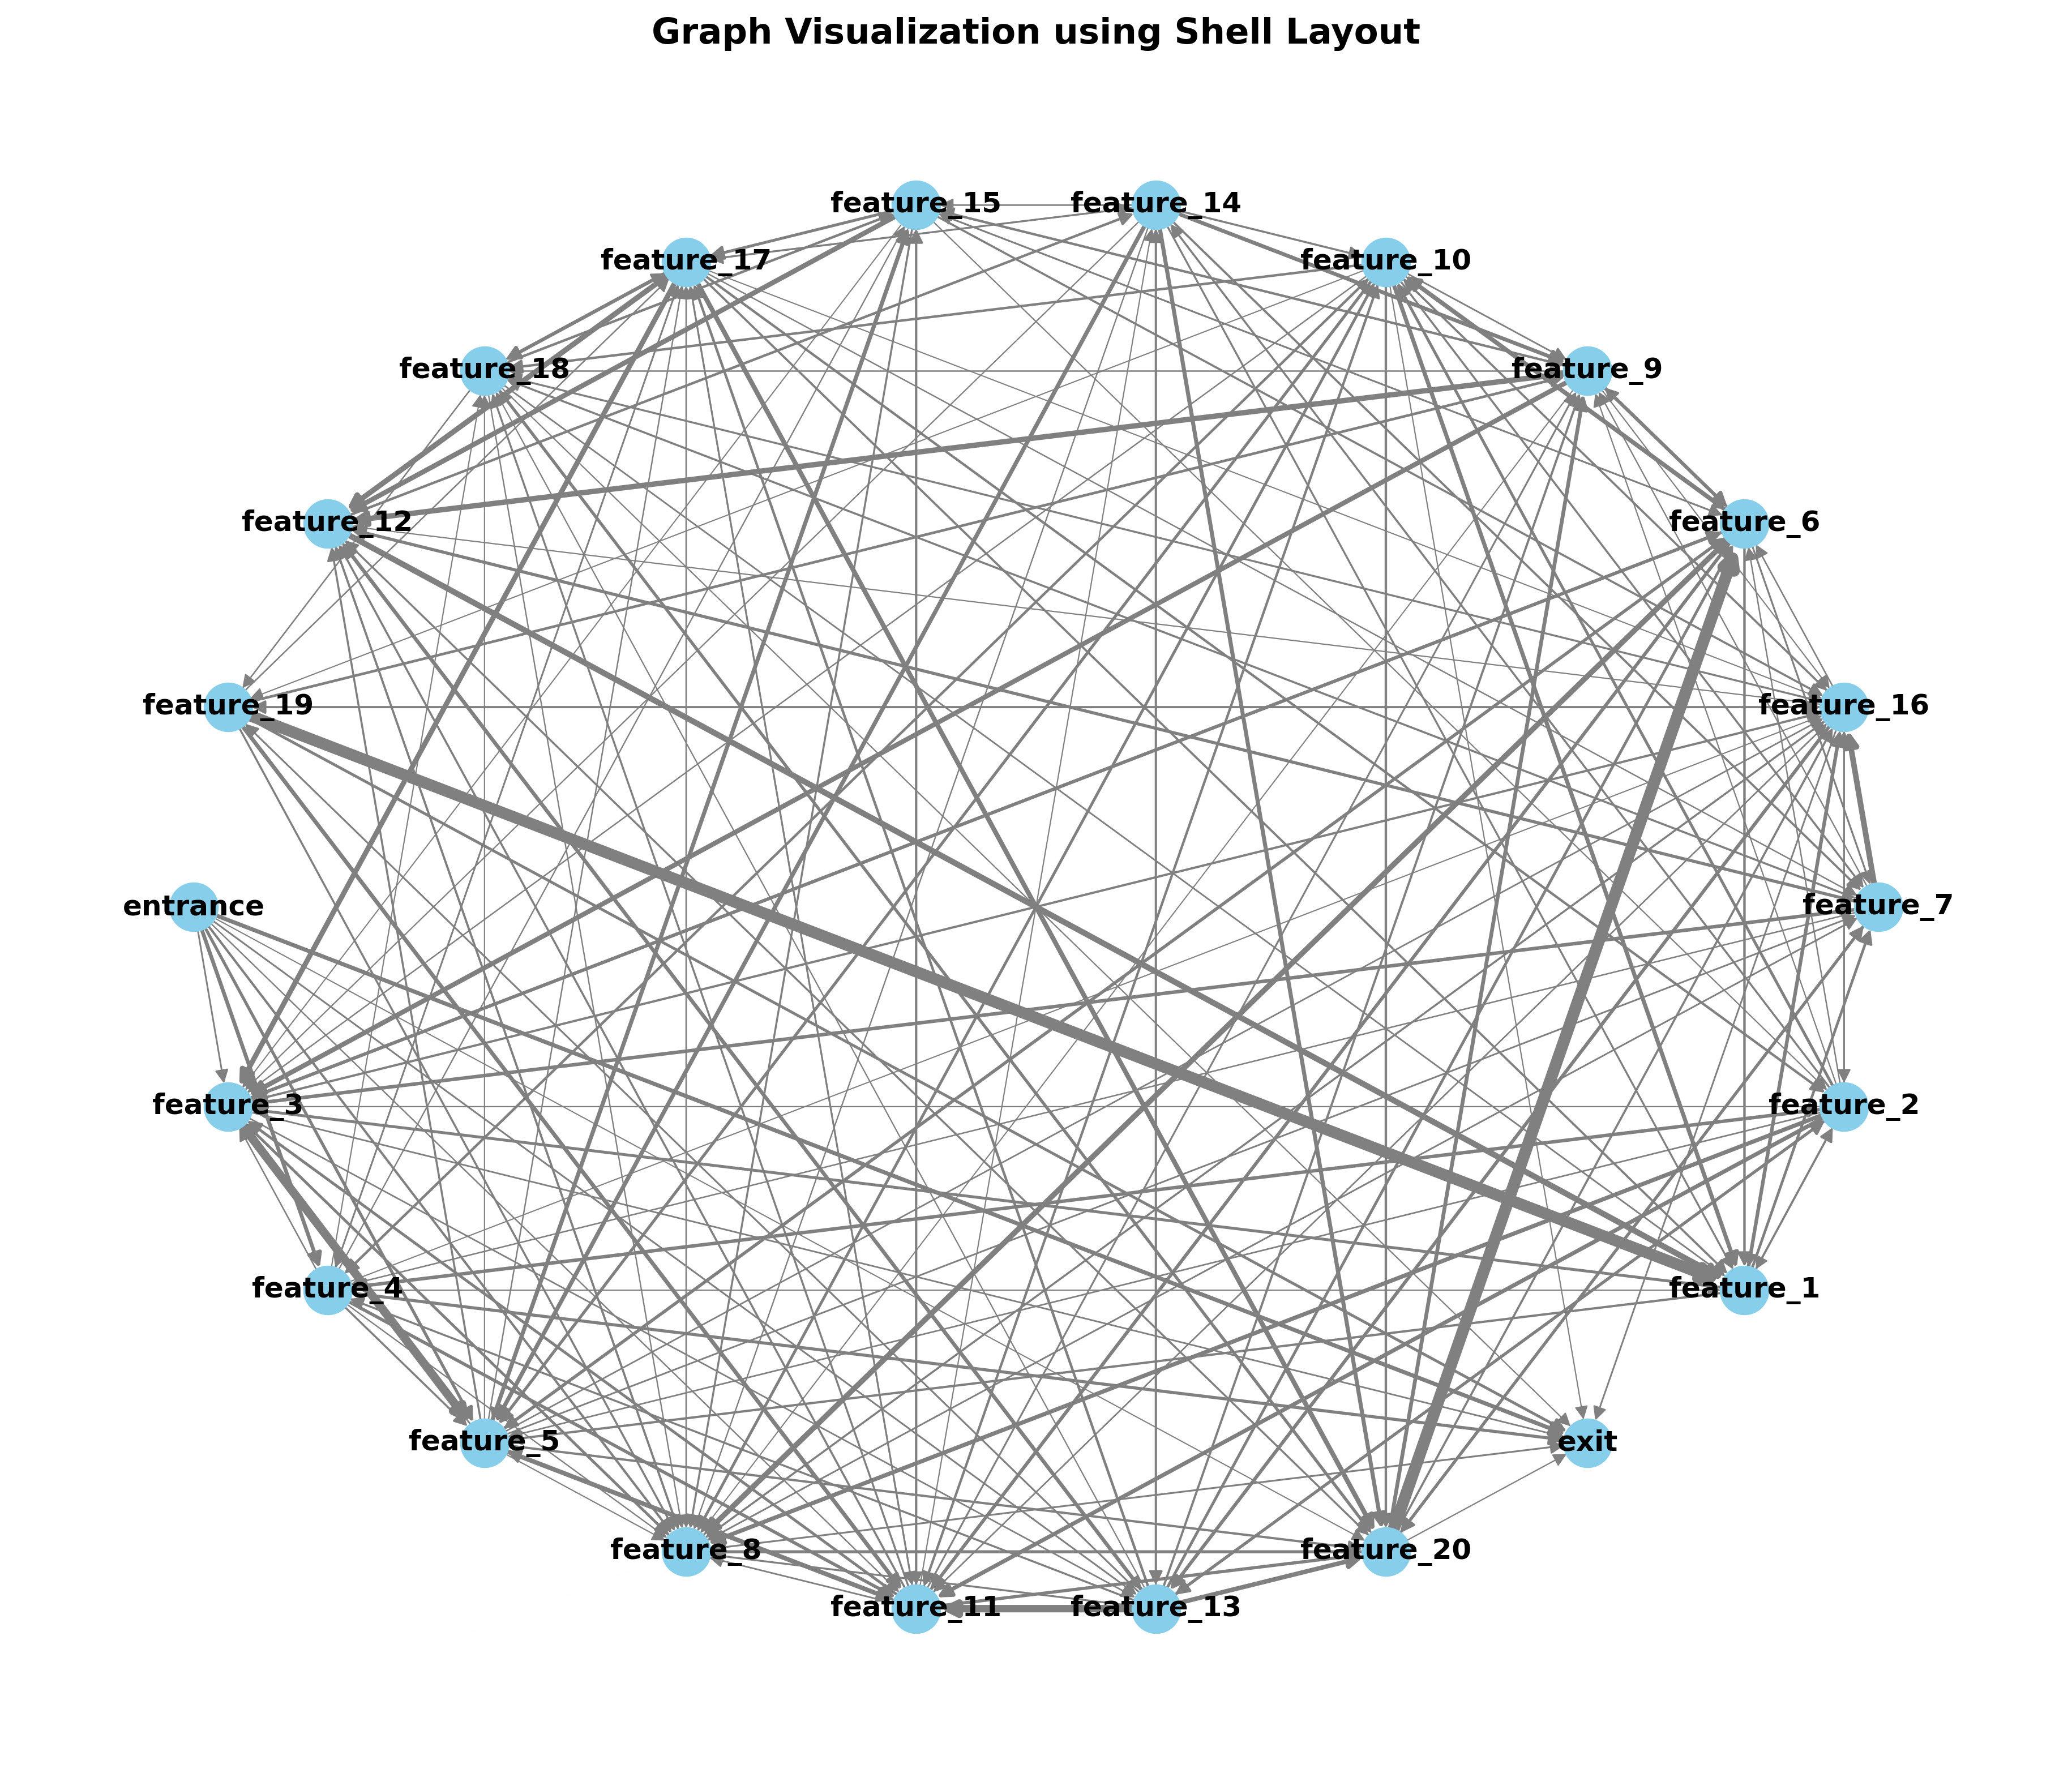 Graph Visualization using Shell Layout
feature_15
feature_14
feature_17
feature_10
feature_18
feature_9
feature_12
feature_6
feature_19
feature_16
entrance
feature_7
feature_3
feature_2
feature_4
feature_1
feature_5
exit
feature_8
feature_20
feature_11
feature_13